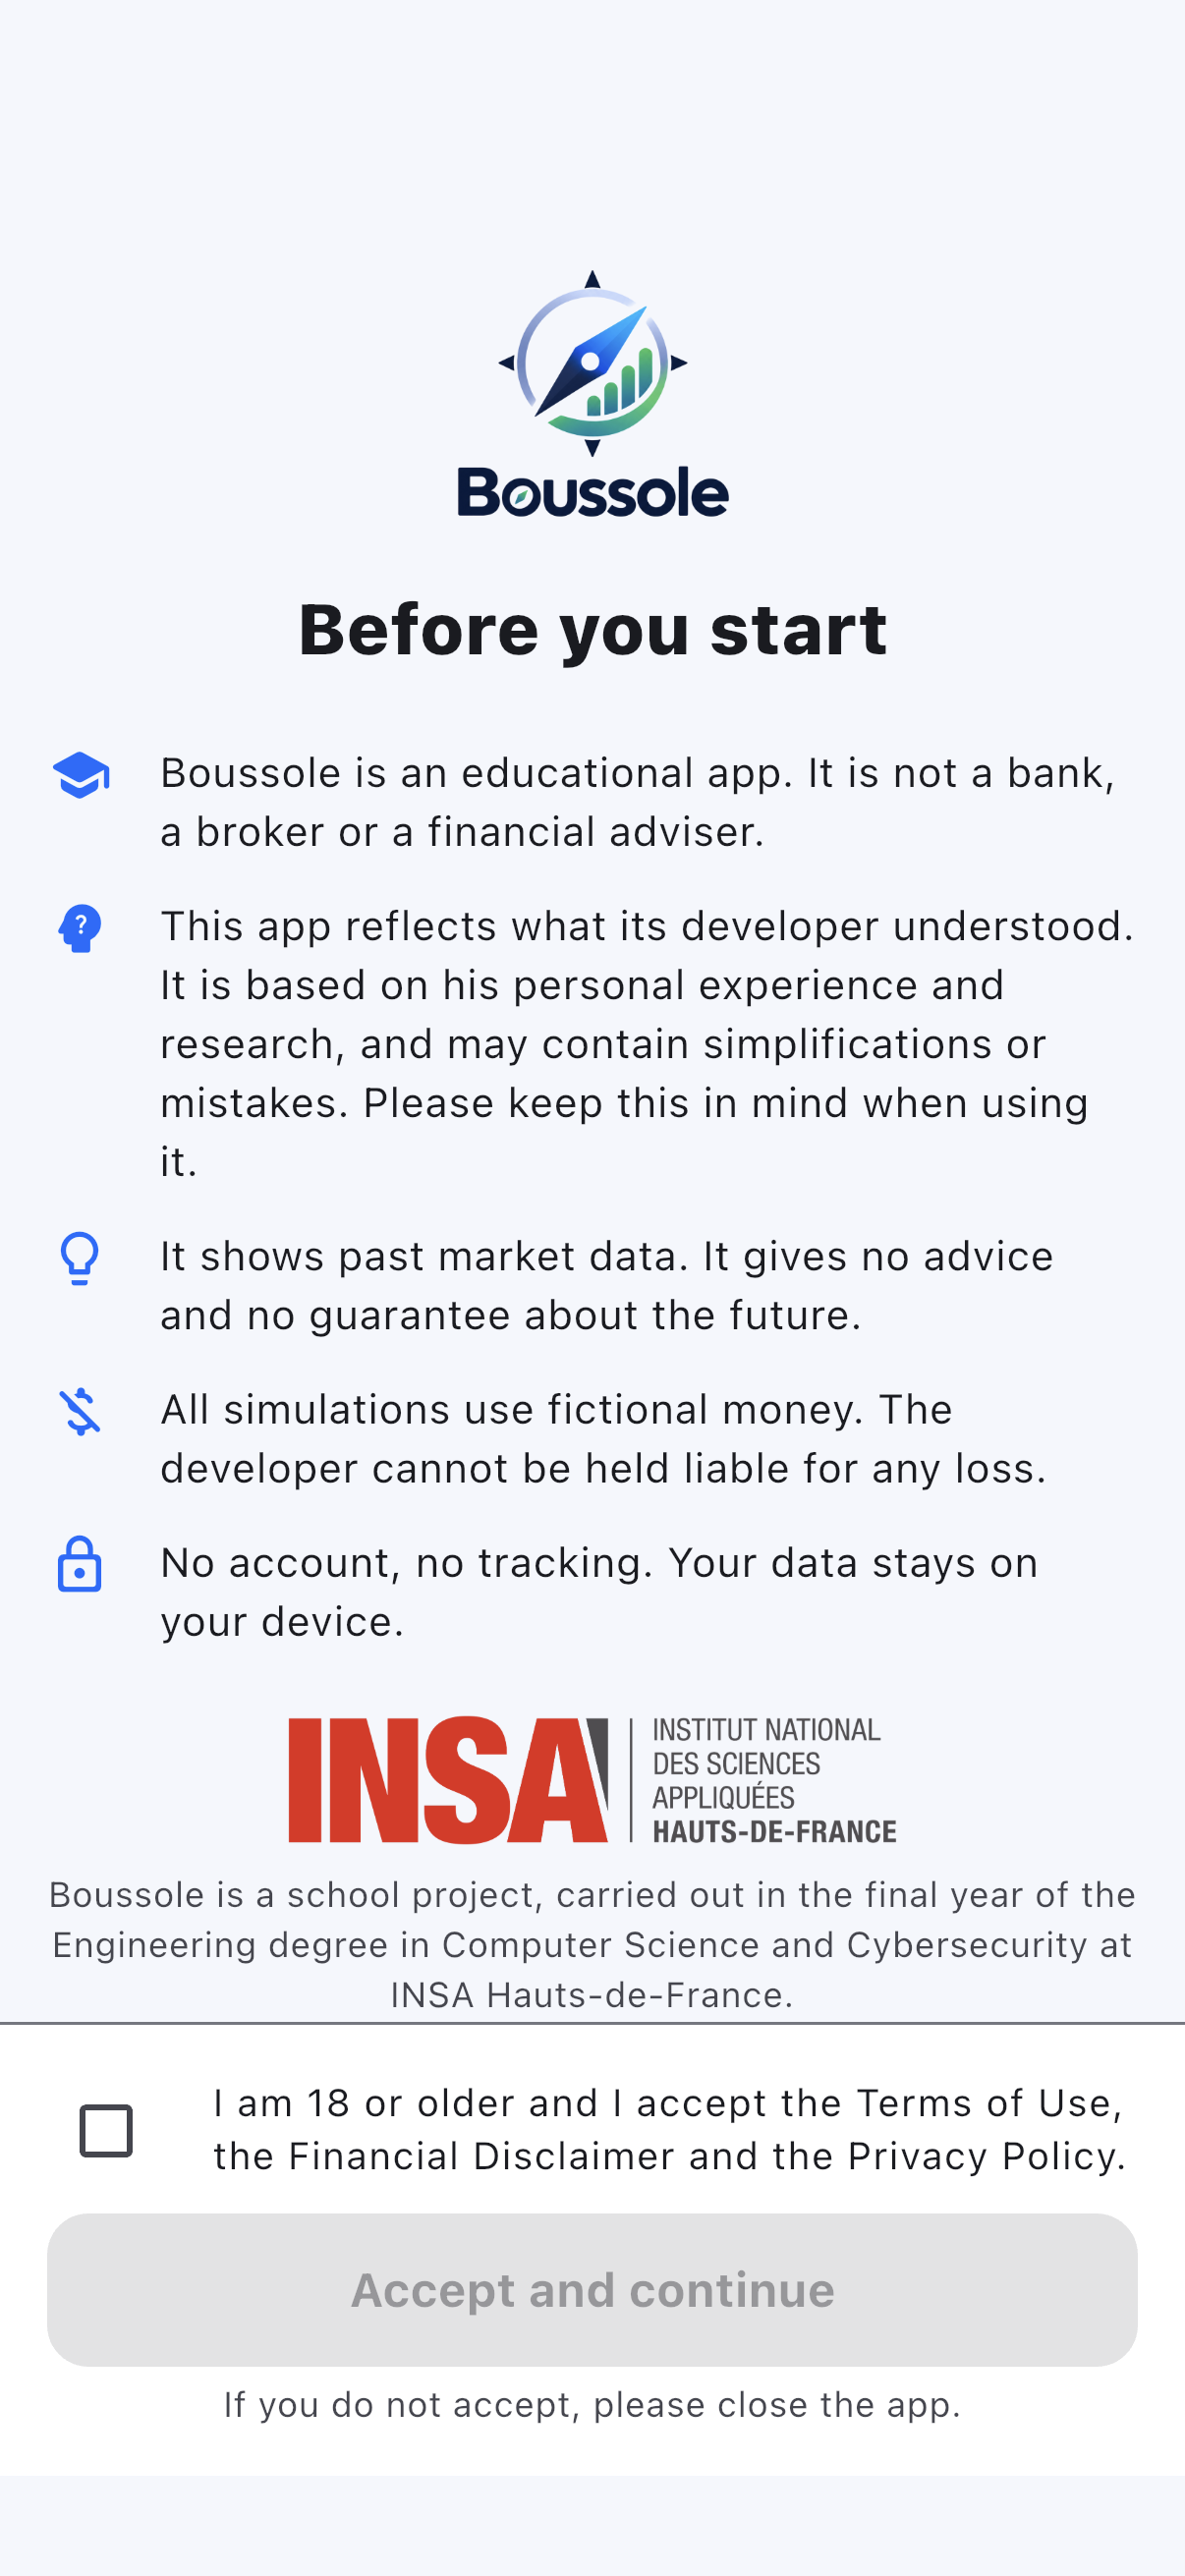 Boussole
Before you start
Boussole is an educational app. It is not a bank,
a broker or a financial adviser.
This app reflects what its developer understood.
It is based on his personal experience and
research, and may contain simplifications or
mistakes. Please keep this in mind when using
it.
It shows past market data. It gives no advice
and no guarantee about the future.
All simulations use fictional money. The
developer cannot be held liable for any loss.
No account, no tracking. Your data stays on
your device.
INSA
INSTITUT NATIONAL
DES SCIENCES
APPLIQUÉES
HAUTS-DE-FRANCE
Boussole is a school project, carried out in the final year of the
Engineering degree in Computer Science and Cybersecurity at
INSA Hauts-de-France.
I am 18 or older and I accept the Terms of Use,
the Financial Disclaimer and the Privacy Policy.
Accept and continue
If you do not accept, please close the app.